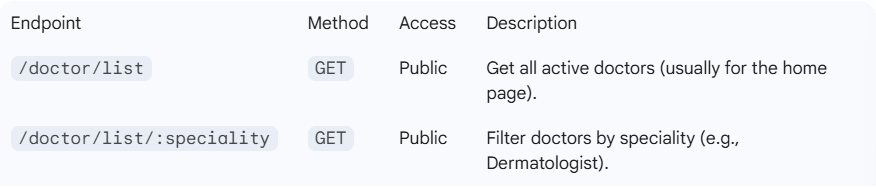 Endpoint Method Access Description
/doctor/list GET Public Get all active doctors (usually for the home
page).
/doctor/list/:speciality GET Public Filter doctors by speciality (e.g.,
Dermatologist).